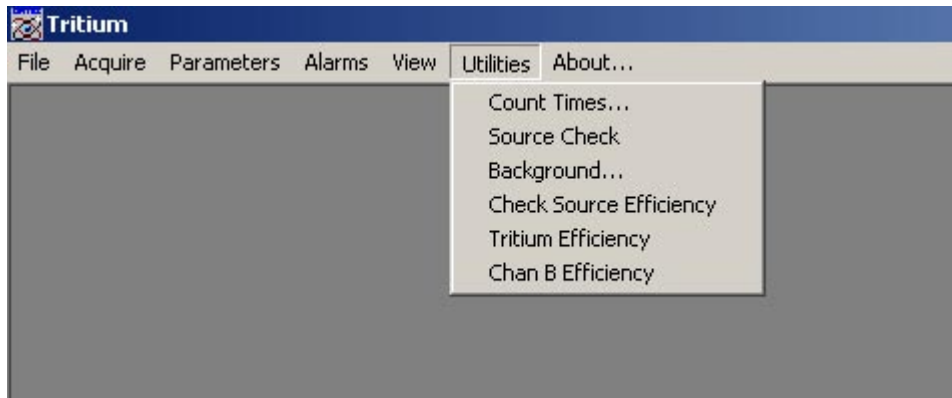 Tritium
File Acquire Parameters Alarms View Utilities About...
Count Times...
Source Check
Background...
Check Source Efficiency
Tritium Efficiency
Chan B Efficiency